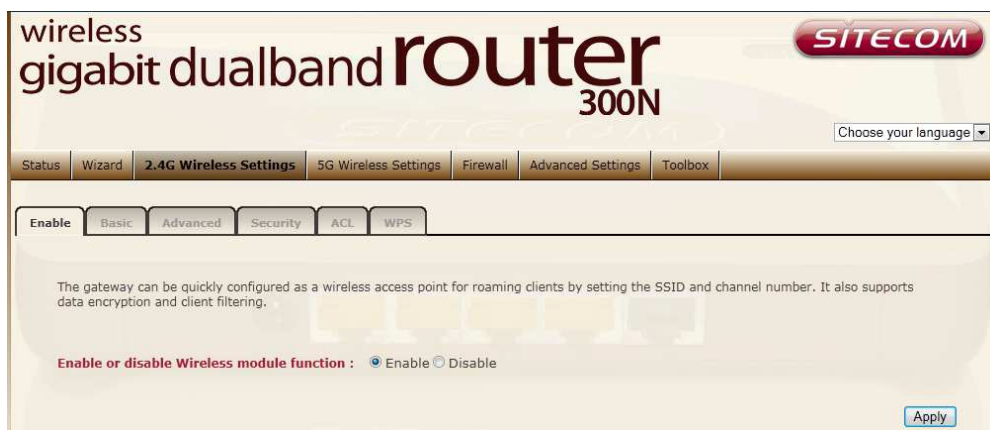 wireless
gigabit dualband router
300N
SITECOM
Choose your language
Status Wizard 2.4G Wireless Settings 5G Wireless Settings Firewall Advanced Settings Toolbox
Enable Basic Advanced Security ACL WPS
The gateway can be quickly configured as a wireless access point for roaming clients by setting the SSID and channel number. It also supports
data encryption and client filtering.
Enable or disable Wireless module function : Enable Disable
Apply